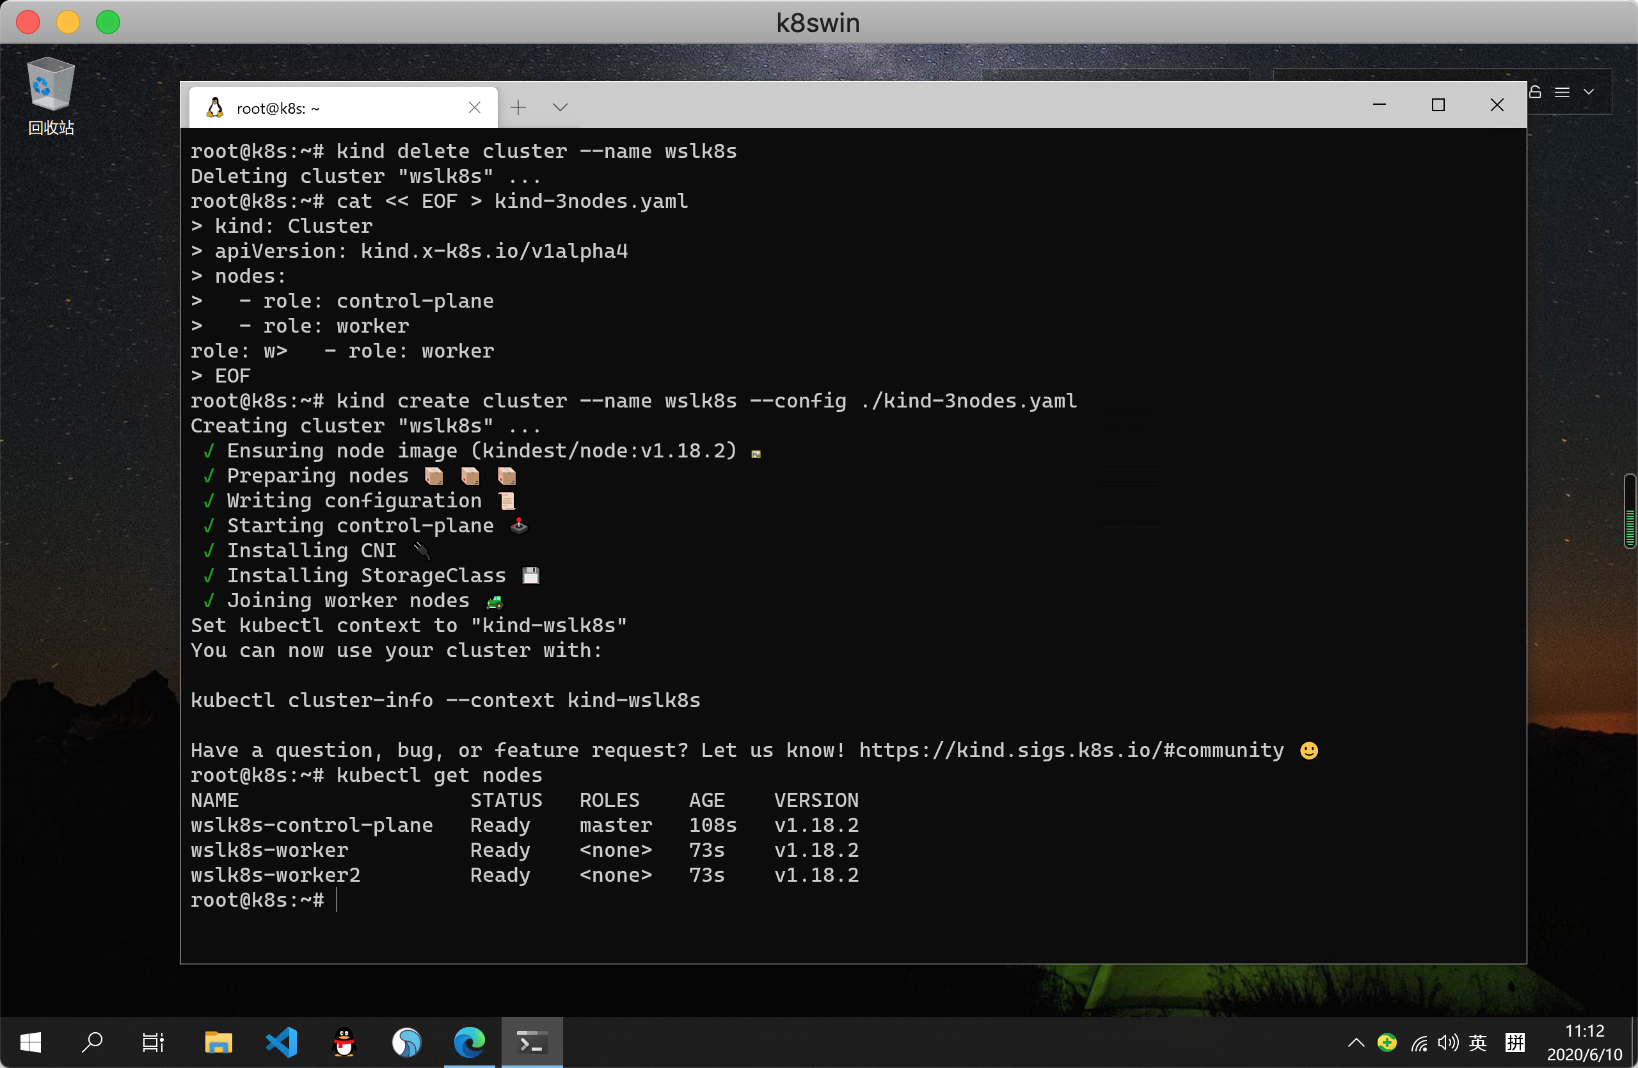 k8swin
回收站
root@k8s: ~
root@k8s:~# kind delete cluster --name wslk8s
Deleting cluster "wslk8s" ...
root@k8s:~# cat << EOF > kind-3nodes.yaml
> kind: Cluster
> apiVersion: kind.x-k8s.io/v1alpha4
> nodes:
>   - role: control-plane
>   - role: worker
role: w>   - role: worker
> EOF
root@k8s:~# kind create cluster --name wslk8s --config ./kind-3nodes.yaml
Creating cluster "wslk8s" ...
✓ Ensuring node image (kindest/node:v1.18.2) 🖼
✓ Preparing nodes 📦 📦 📦
✓ Writing configuration 📜
✓ Starting control-plane 🕹
✓ Installing CNI 🔌
✓ Installing StorageClass 💾
✓ Joining worker nodes 🚜
Set kubectl context to "kind-wslk8s"
You can now use your cluster with:
kubectl cluster-info --context kind-wslk8s
Have a question, bug, or feature request? Let us know! https://kind.sigs.k8s.io/#community 🙂
root@k8s:~# kubectl get nodes
NAME                   STATUS   ROLES    AGE    VERSION
wslk8s-control-plane   Ready    master   108s   v1.18.2
wslk8s-worker          Ready    <none>   73s    v1.18.2
wslk8s-worker2         Ready    <none>   73s    v1.18.2
root@k8s:~#
英 拼
11:12
2020/6/10